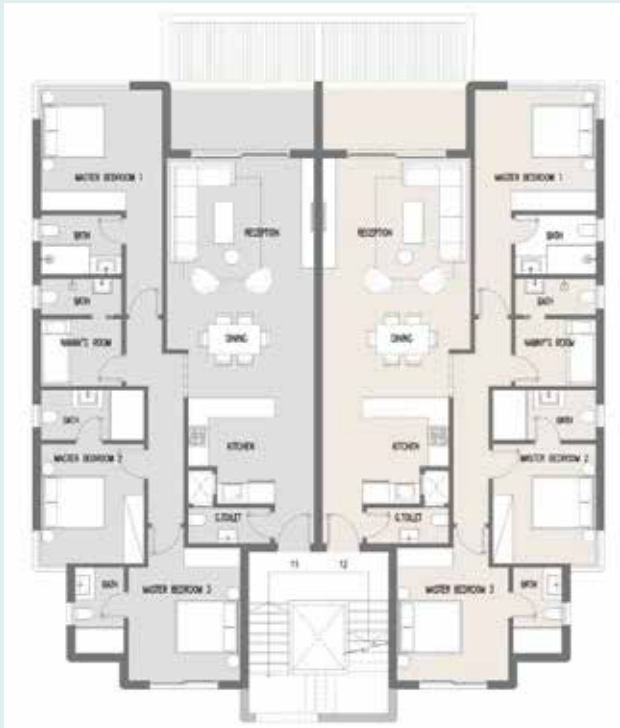 MASTER BEDROOM 1
MASTER BEDROOM 1
RECEPTION
RECEPTION
BATH
BATH
BATH
BATH
NANNY'S ROOM
NANNY'S ROOM
DINING
DINING
BATH
BATH
KITCHEN
KITCHEN
MASTER BEDROOM 2
MASTER BEDROOM 2
G.TOILET
G.TOILET
11
12
BATH
BATH
MASTER BEDROOM 3
MASTER BEDROOM 3